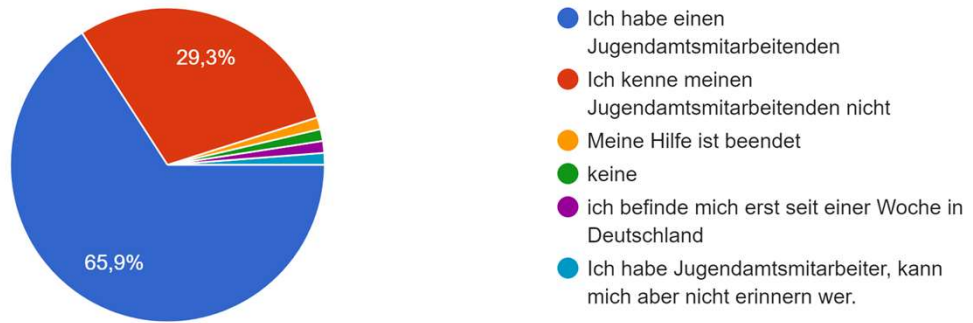 29,3%
65,9%
Ich habe einen
Jugendamtsmitarbeitenden
Ich kenne meinen
Jugendamtsmitarbeitenden nicht
Meine Hilfe ist beendet
keine
ich befinde mich erst seit einer Woche in
Deutschland
Ich habe Jugendamtsmitarbeiter, kann
mich aber nicht erinnern wer.